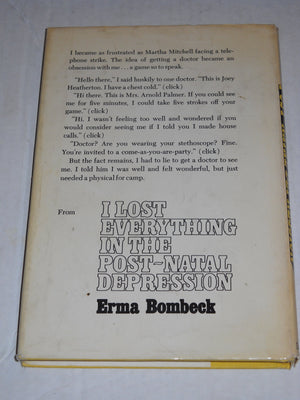 I became as frustrated as Martha Mitchell facing a tele-
phone strike. The idea of getting a doctor became an
obsession with me . . . a game so to speak.
"Hello there," I said huskily to one doctor. "This is Joey
Heatherton. I have a chest cold." (click)
"Hi there. This is Mrs. Arnold Palmer. If you could see
me for five minutes, I could take five strokes off your
game." (click)
"Hi. I wasn't feeling too well and wondered if you
would consider seeing me if I told you I made house
calls." (click)
"Doctor? Are you wearing your stethoscope? Fine.
You're invited to a come-as-you-are-party." (click)
But the fact remains, I had to lie to get a doctor to see
me. I told him I was well and felt wonderful, but just
needed a physical for camp.
From
I LOST
EVERYTHING
IN THE
POST-NATAL
DEPRESSION
Erma Bombeck